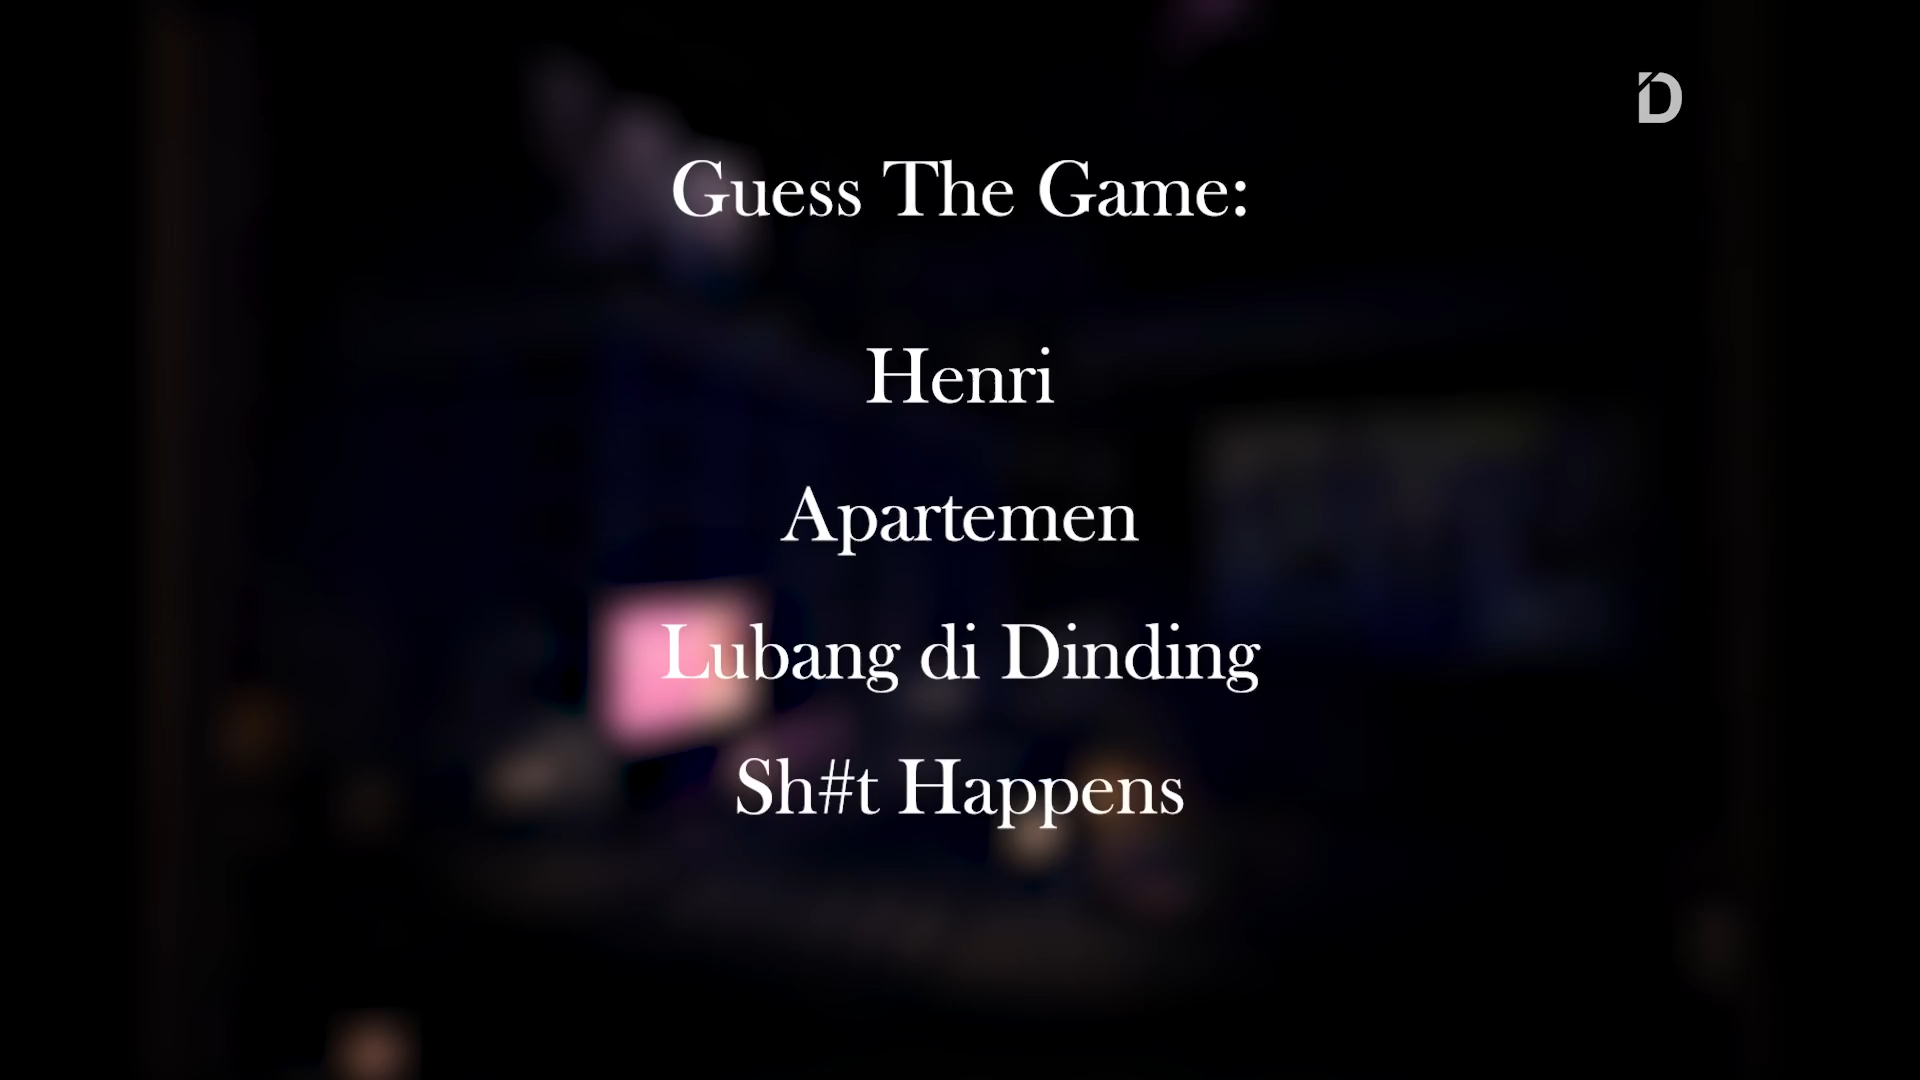 Guess The Game:
Henri
Apartemen
Lubang di Dinding
Sh#t Happens